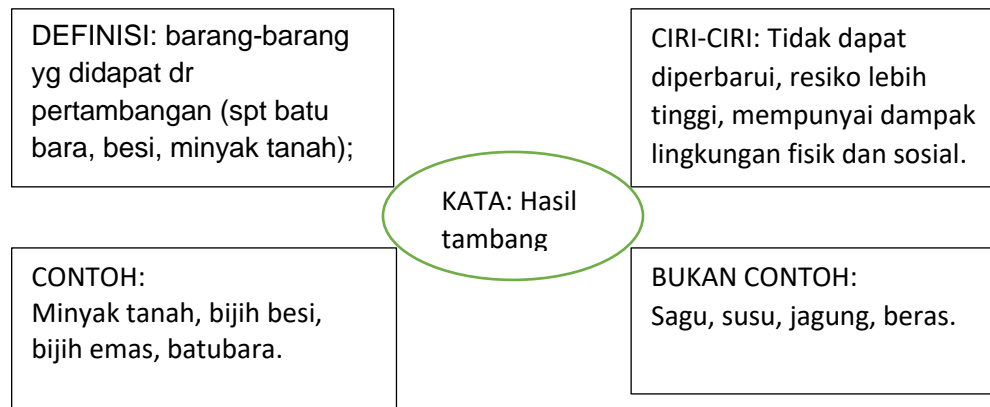 DEFINISI: barang-barang
yg didapat dr
pertambangan (spt batu
bara, besi, minyak tanah);
CIRI-CIRI: Tidak dapat
diperbarui, resiko lebih
tinggi, mempunyai dampak
lingkungan fisik dan sosial.
KATA: Hasil
tambang
CONTOH:
Minyak tanah, bijih besi,
bijih emas, batubara.
BUKAN CONTOH:
Sagu, susu, jagung, beras.